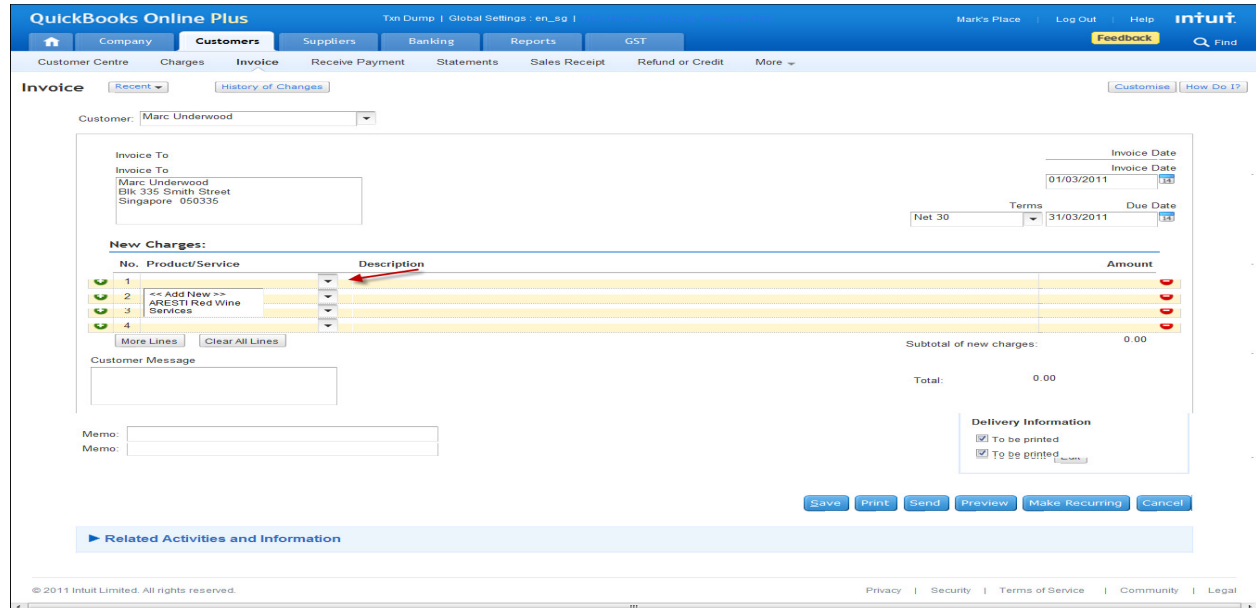 QuickBooks Online Plus Txn Dump | Global Settings : en_sg | Mark's Place | Log Out | Help intuit.
Company Customers Suppliers Banking Reports GST Feedback Find
Customer Centre Charges Invoice Receive Payment Statements Sales Receipt Refund or Credit More
Invoice Recent History of Changes Customise How Do I?
Customer: Marc Underwood
Invoice To Invoice Date
Invoice To Invoice Date
Marc Underwood 01/03/2011 14
Blk 335 Smith Street
Singapore 050335
Terms Due Date
Net 30 31/03/2011 14
New Charges:
No. Product/Service Description Amount
1
2 << Add New >>
ARESTI Red Wine
3 Services
4
More Lines Clear All Lines Subtotal of new charges: 0.00
Customer Message
Total: 0.00
Delivery Information
Memo: To be printed
Memo: To be printed
Save Print Send Preview Make Recurring Cancel
Related Activities and Information
© 2011 Intuit Limited. All rights reserved. Privacy | Security | Terms of Service | Community | Legal